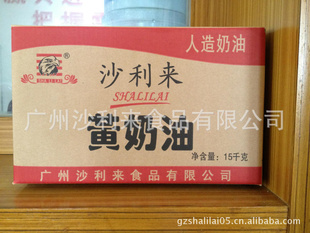 人造奶油
沙利来
SHALILAI
广州沙利来食品有限公司
黄奶油
净含量：15千克
广州沙利来食品有限公司
gzshalilai05.cn.alibaba.com